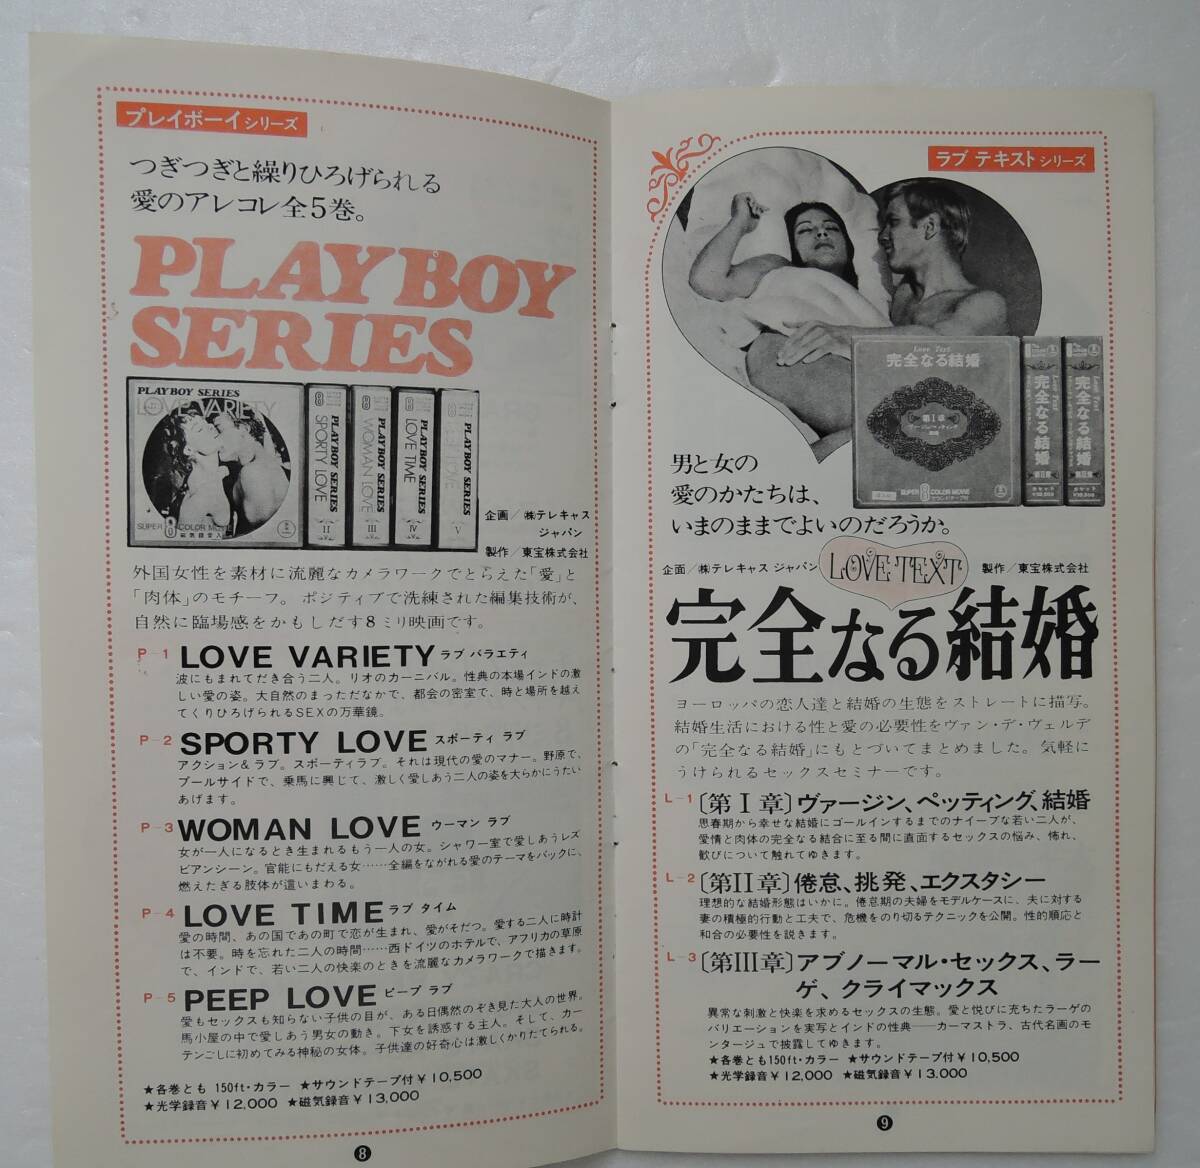 プレイボーイシリーズ
つぎつぎと繰りひろげられる
愛のアレコレ全5巻。
PLAYBOY
SERIES
PLAYBOY SERIES
LOVE VARIETY
SUPER 8 COLOR MOVIE
磁気録音入
PLAYBOY SERIES
SPORTY LOVE
II
PLAYBOY SERIES
WOMAN LOVE
III
PLAYBOY SERIES
LOVE TIME
IV
PLAYBOY SERIES
V
企画/㈱テレキャス
ジャパン
製作/東宝株式会社
外国女性を素材に流麗なカメラワークでとらえた「愛」と
「肉体」のモチーフ。ポジティブで洗練された編集技術が、
自然に臨場感をかもしだす8ミリ映画です。
P-1 LOVE VARIETY ラブ バラエティ
波にもまれてだき合う二人。リオのカーニバル。性典の本場インドの激
しい愛の姿。大自然のまっただなかで、都会の密室で、時と場所を越え
てくりひろげられるSEXの万華鏡。
P-2 SPORTY LOVE スポーティ ラブ
アクション&ラブ。スポーティラブ。それは現代の愛のマナー。野原で、
プールサイドで、乗馬に興じて、激しく愛しあう二人の姿を大らかにうたい
あげます。
P-3 WOMAN LOVE ウーマン ラブ
女が一人になるとき生まれるもう一人の女。シャワー室で愛しあうレズ
ビアンシーン。官能にもだえる女……全編をながれる愛のテーマをバックに、
燃えたぎる肢体が這いまわる。
P-4 LOVE TIME ラブ タイム
愛の時間、あの国であの町で恋が生まれ、愛がそだつ。愛する二人に時計
は不要。時を忘れた二人の時間……西ドイツのホテルで、アフリカの草原
で、インドで、若い二人の快楽のときを流麗なカメラワークで描きます。
P-5 PEEP LOVE ピープ ラブ
愛もセックスも知らない子供の目が、ある日偶然のぞき見た大人の世界。
馬小屋の中で愛しあう男女の動き。下女を誘惑する主人。そして、カー
テンごしに初めてみる神秘の女体。子供達の好奇心は激しくかりたてられる。
★各巻とも 150ft・カラー ★サウンドテープ付￥10,500
★光学録音￥12,000 ★磁気録音￥13,000
8
ラブ テキストシリーズ
Love Text
完全なる結婚
第I章
SUPER 8 COLOR MOVIE
サウンドテープ付
Love Text
完全なる結婚
Love Text
完全なる結婚
男と女の
愛のかたちは、
いまのままでよいのだろうか。
企画/㈱テレキャス ジャパン LOVE TEXT 製作/東宝株式会社
完全なる結婚
ヨーロッパの恋人達と結婚の生態をストレートに描写。
結婚生活における性と愛の必要性をヴァン・デ・ヴェルデ
の「完全なる結婚」にもとづいてまとめました。気軽に
うけられるセックスセミナーです。
L-1 〔第I章〕ヴァージン、ペッティング、結婚
思春期から幸せな結婚にゴールインするまでのナイーブな若い二人が、
愛情と肉体の完全なる結合に至る間に直面するセックスの悩み、怖れ、
歓びについて触れてゆきます。
L-2 〔第II章〕倦怠、挑発、エクスタシー
理想的な結婚形態はいかに。倦怠期の夫婦をモデルケースに、夫に対する
妻の積極的行動と工夫で、危機をのり切るテクニックを公開。性的順応と
和合の必要性を説きます。
L-3 〔第III章〕アブノーマル・セックス、ラー
ゲ、クライマックス
異常な刺激と快楽を求めるセックスの生態。愛と悦びに充ちたラーゲの
バリエーションを実写とインドの性典──カーマストラ、古代名画のモ
ンタージュで披露してゆきます。
★各巻とも150ft・カラー ★サウンドテープ付￥10,500
★光学録音￥12,000 ★磁気録音￥13.000
9